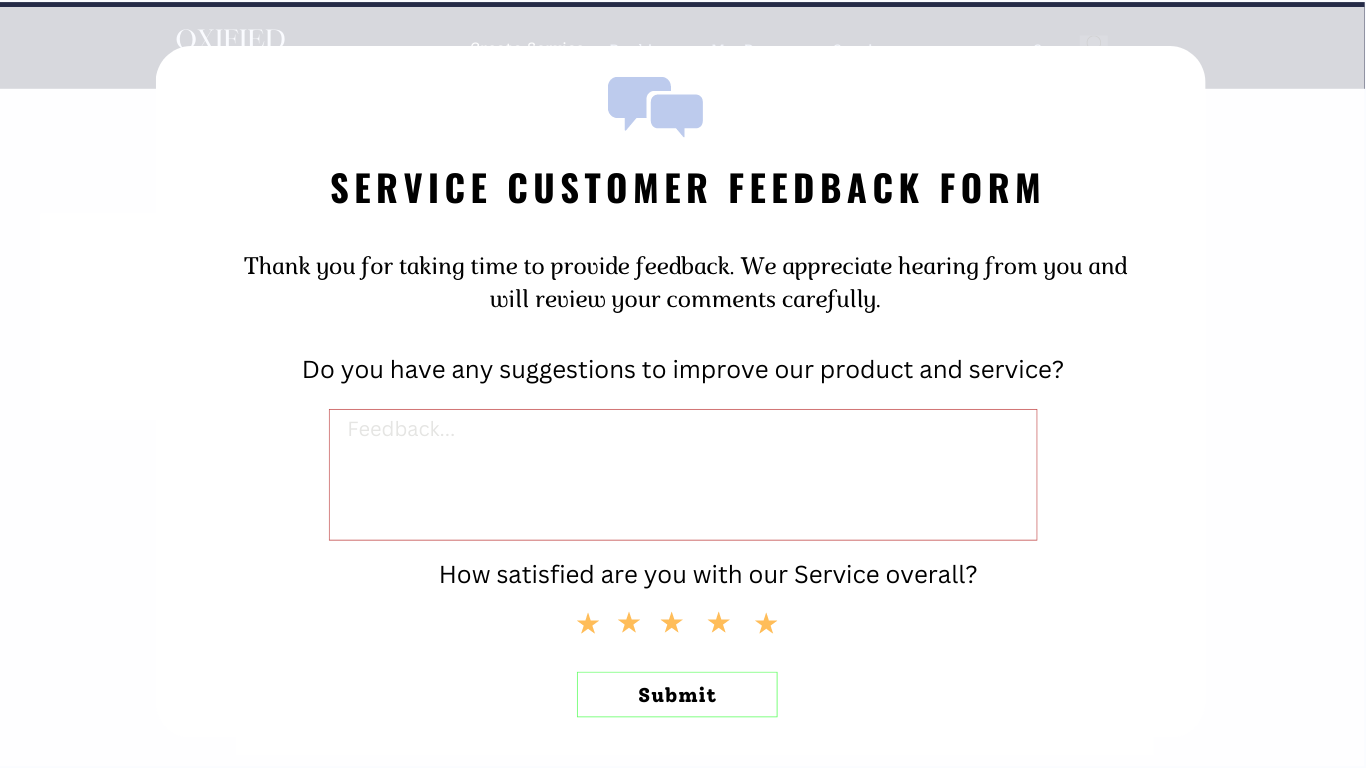 OXIFIED
SERVICE CUSTOMER FEEDBACK FORM
Thank you for taking time to provide feedback. We appreciate hearing from you and
will review your comments carefully.
Do you have any suggestions to improve our product and service?
Feedback...
How satisfied are you with our Service overall?
Submit